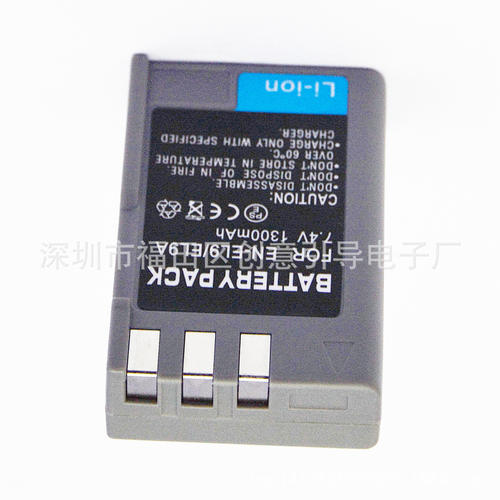 BATTERY PACK
FOR EN-EL9/EL9A
7.4V 1300mAh
PS
E
•DON'T DISASSEMBLE.
•DON'T DISPOSE OF IN FIRE.
•DON'T STORE IN TEMPERATURE
OVER 60°C.
•CHARGE ONLY WITH SPECIFIED
CHARGER.
Li-ion
深圳市福田区创意引导电子厂